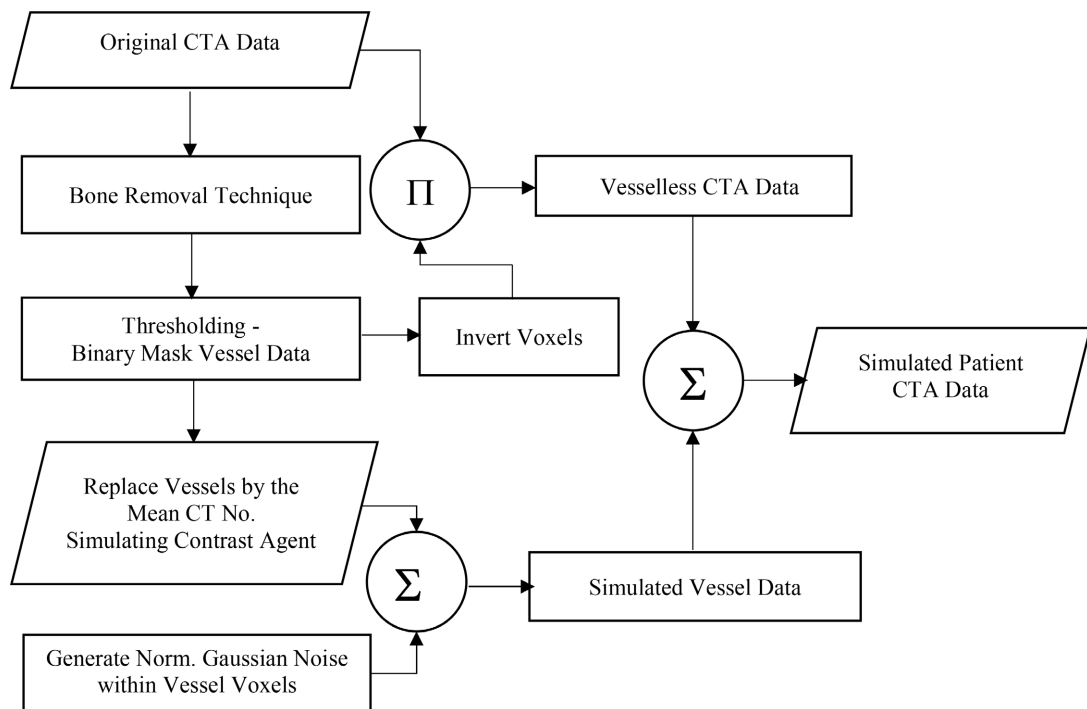 Original CTA Data
Bone Removal Technique
Π
Vesselless CTA Data
Thresholding -
Binary Mask Vessel Data
Invert Voxels
Σ
Simulated Patient
CTA Data
Replace Vessels by the
Mean CT No.
Simulating Contrast Agent
Σ
Simulated Vessel Data
Generate Norm. Gaussian Noise
within Vessel Voxels